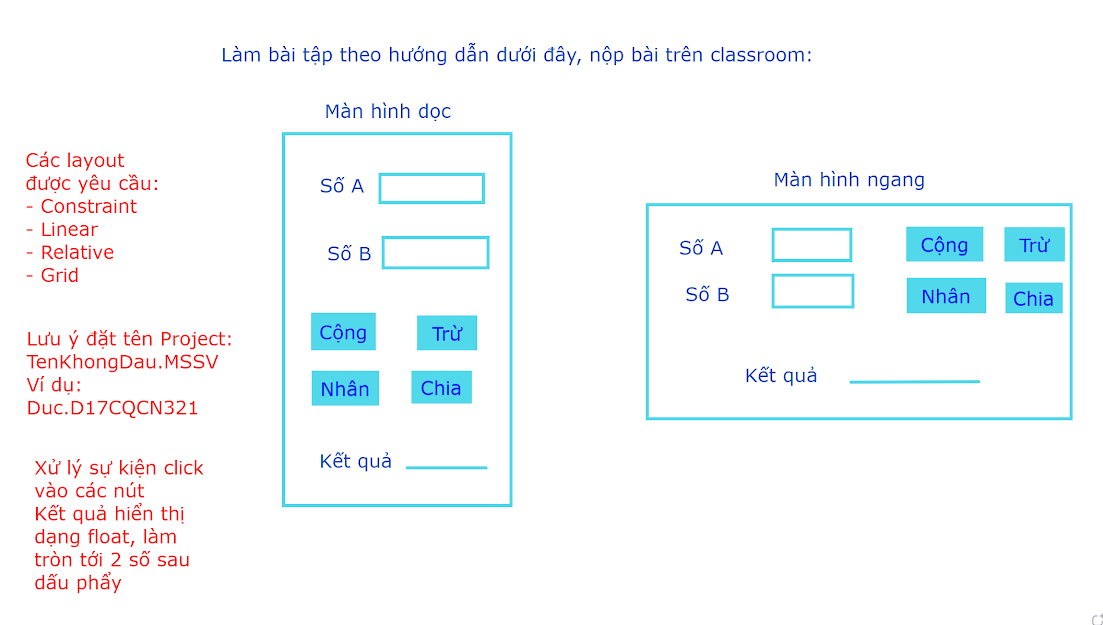 Làm bài tập theo hướng dẫn dưới đây, nộp bài trên classroom:
Màn hình dọc
Các layout
được yêu cầu:
- Constraint
- Linear
- Relative
- Grid
Lưu ý đặt tên Project:
TenKhongDau.MSSV
Ví dụ:
Duc.D17CQCN321
Xử lý sự kiện click
vào các nút
Kết quả hiển thị
dạng float, làm
tròn tới 2 số sau
dấu phẩy
Số A
Số B
Cộng Trừ
Nhân Chia
Kết quả
Màn hình ngang
Số A Cộng Trừ
Số B Nhân Chia
Kết quả